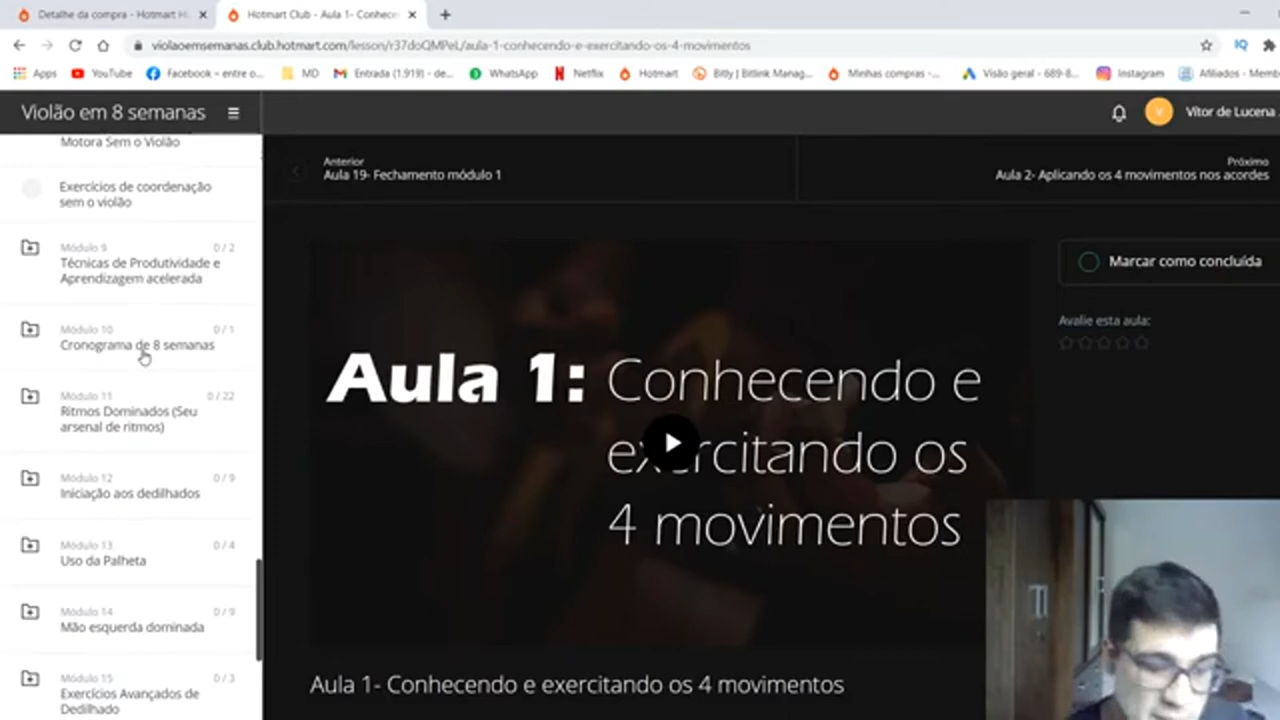 Detalhe da compra - Hotmart H
Hotmart Club - Aula 1- Conhece
violaoemsemanas.club.hotmart.com/lesson/r37doQMPeL/aula-1-conhecendo-e-exercitando-os-4-movimentos
Apps YouTube Facebook – entre o... MD Entrada (1.919) - de... WhatsApp Netflix Hotmart Bitly | Bitlink Manag... Minhas compras -... Visão geral - 689-8... Instagram Afiliados - Memb
Violão em 8 semanas
V
Vítor de Lucena
Motora Sem o Violão
Exercícios de coordenação
sem o violão
Módulo 9 0 / 2
Técnicas de Produtividade e
Aprendizagem acelerada
Módulo 10 0 / 1
Cronograma de 8 semanas
Módulo 11 0 / 22
Ritmos Dominados (Seu
arsenal de ritmos)
Módulo 12 0 / 9
Iniciação aos dedilhados
Módulo 13 0 / 4
Uso da Palheta
Módulo 14 0 / 9
Mão esquerda dominada
Módulo 15 0 / 3
Exercícios Avançados de
Dedilhado
Anterior
Aula 19- Fechamento módulo 1
Próximo
Aula 2- Aplicando os 4 movimentos nos acordes
Aula 1: Conhecendo e
exercitando os
4 movimentos
Marcar como concluída
Avalie esta aula:
Aula 1- Conhecendo e exercitando os 4 movimentos